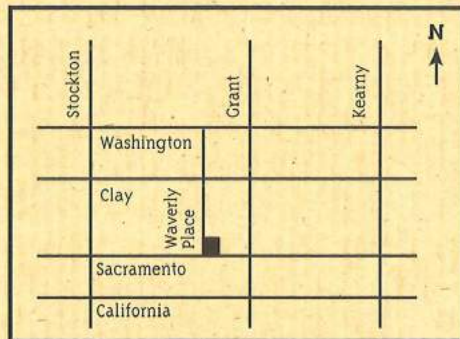 N
Stockton
Grant
Kearny
Washington
Clay
Waverly
Place
Sacramento
California